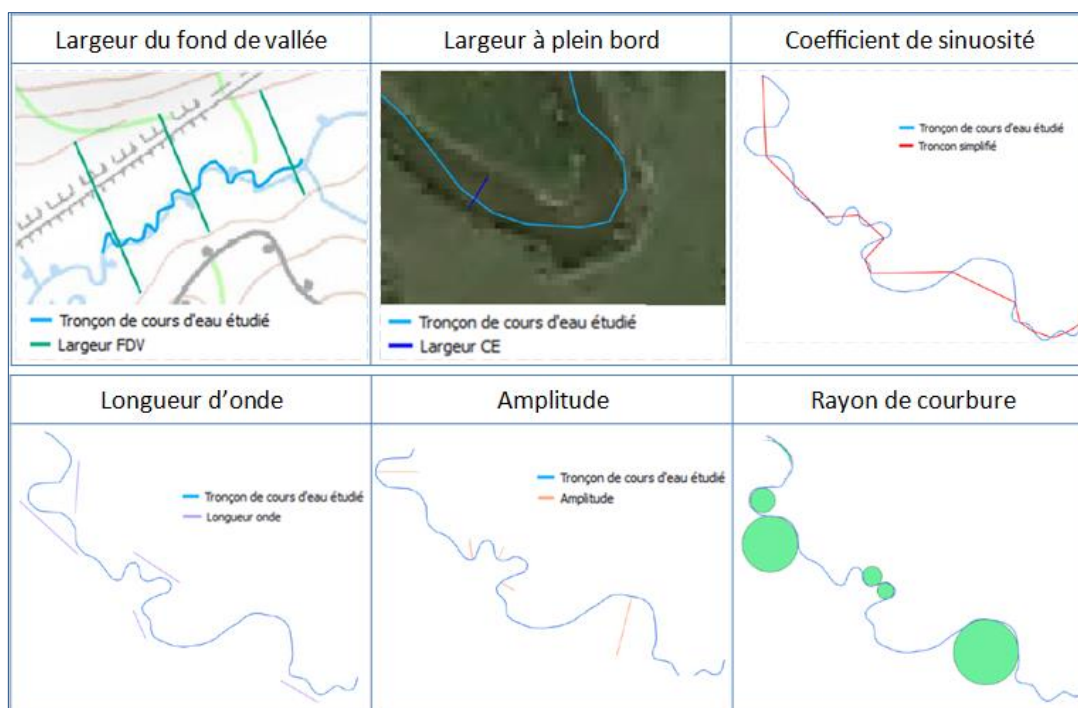 Largeur du fond de vallée
Largeur à plein bord
Coefficient de sinuosité
Tronçon de cours d'eau étudié
Largeur FDV
Tronçon de cours d'eau étudié
Largeur CE
Tronçon de cours d'eau étudié
Troncon simplifié
Longueur d'onde
Amplitude
Rayon de courbure
Tronçon de cours d'eau étudié
Longueur onde
Tronçon de cours d'eau étudié
Amplitude